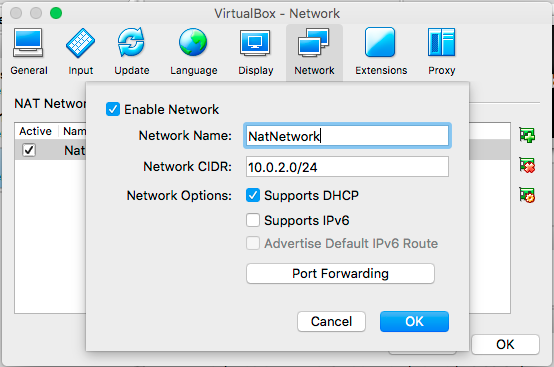 VirtualBox - Network
General Input Update Language Display Network Extensions Proxy
NAT Networ
Active Nam
Nat
Enable Network
Network Name: NatNetwork
Network CIDR: 10.0.2.0/24
Network Options: Supports DHCP
Supports IPv6
Advertise Default IPv6 Route
Port Forwarding
Cancel OK
OK